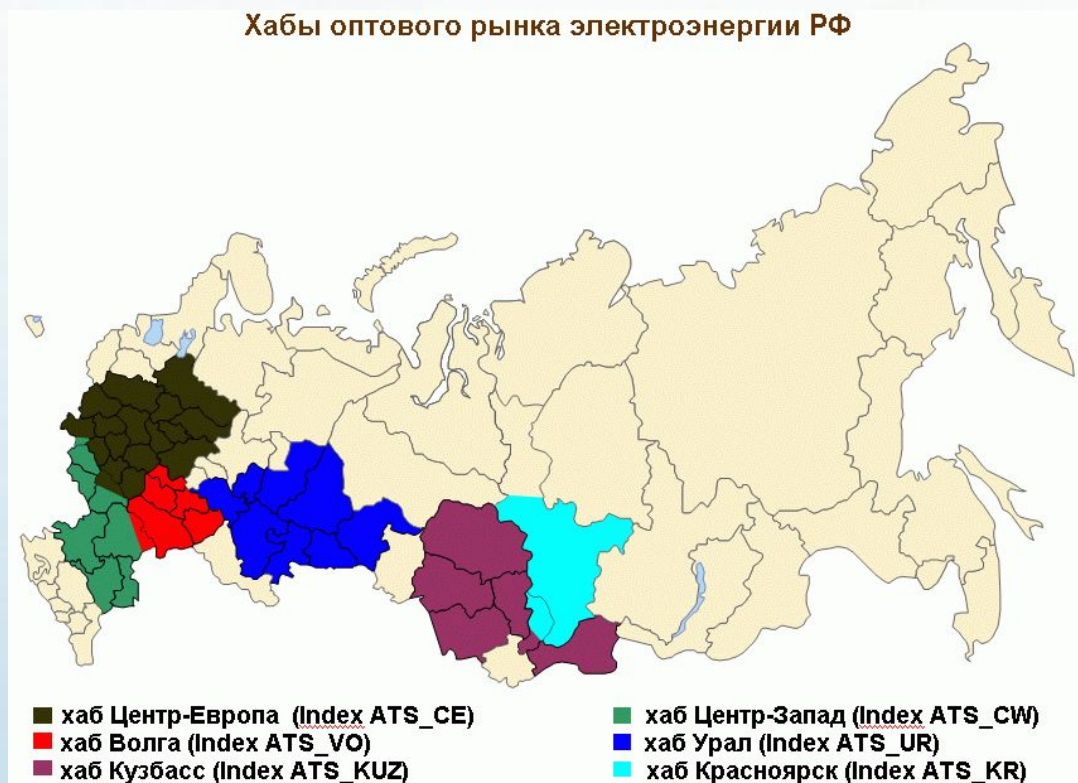 Хабы оптового рынка электроэнергии РФ
хаб Центр-Европа (Index ATS_CE)
хаб Центр-Запад (Index ATS_CW)
хаб Волга (Index ATS_VO)
хаб Урал (Index ATS_UR)
хаб Кузбасс (Index ATS_KUZ)
хаб Красноярск (Index ATS_KR)